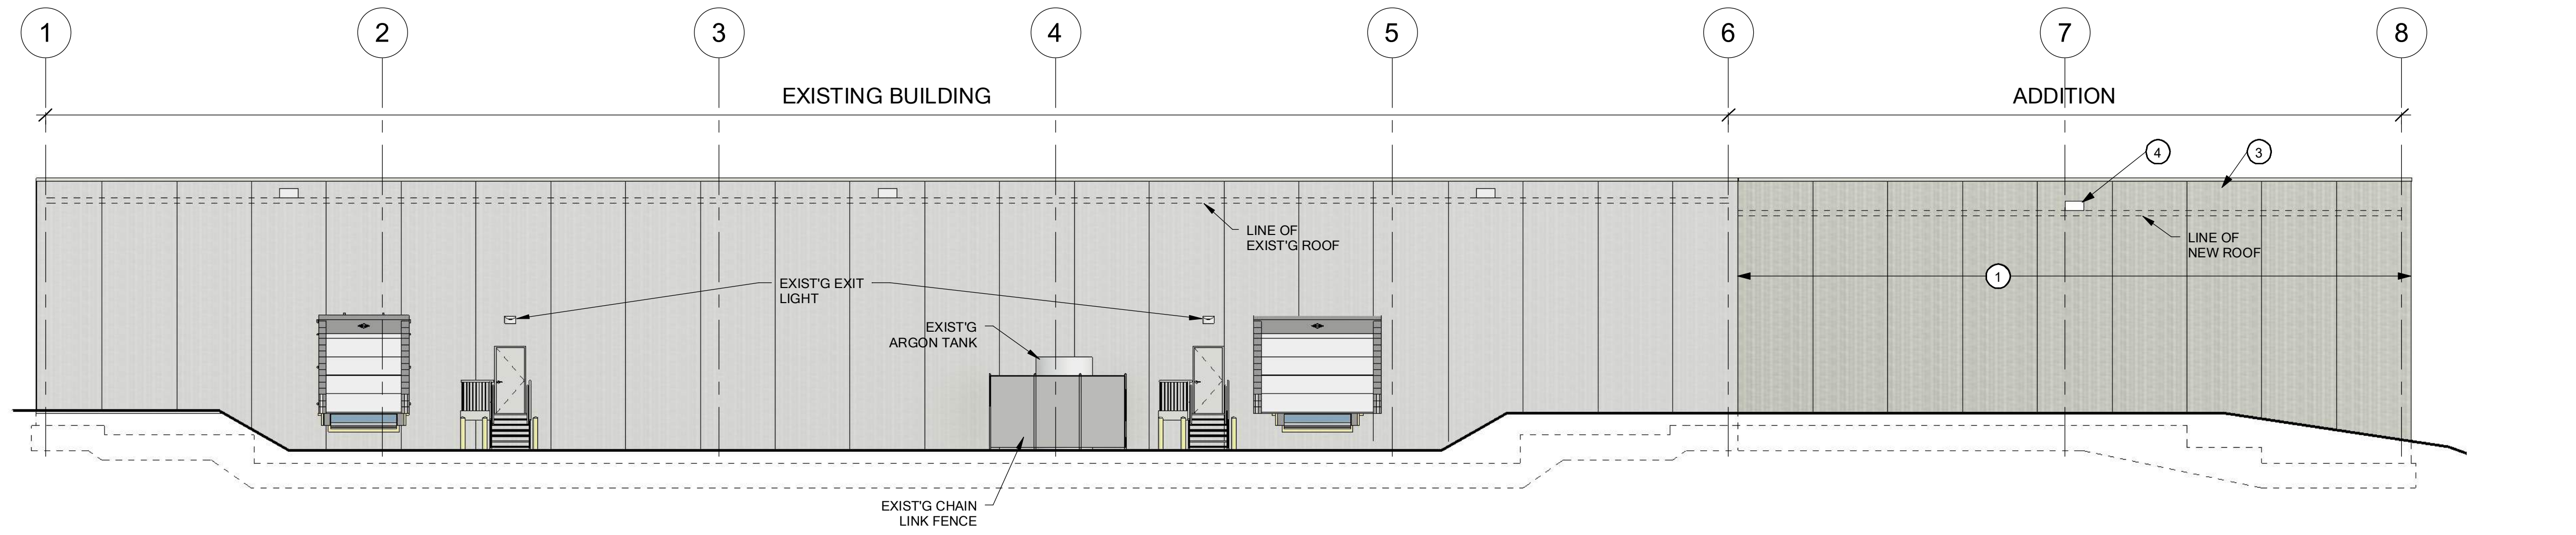 1 2 3 4 5 6 7 8
EXISTING BUILDING
ADDITION
4
3
LINE OF
EXIST'G ROOF
LINE OF
NEW ROOF
1
EXIST'G EXIT
LIGHT
EXIST'G
ARGON TANK
EXIST'G CHAIN
LINK FENCE